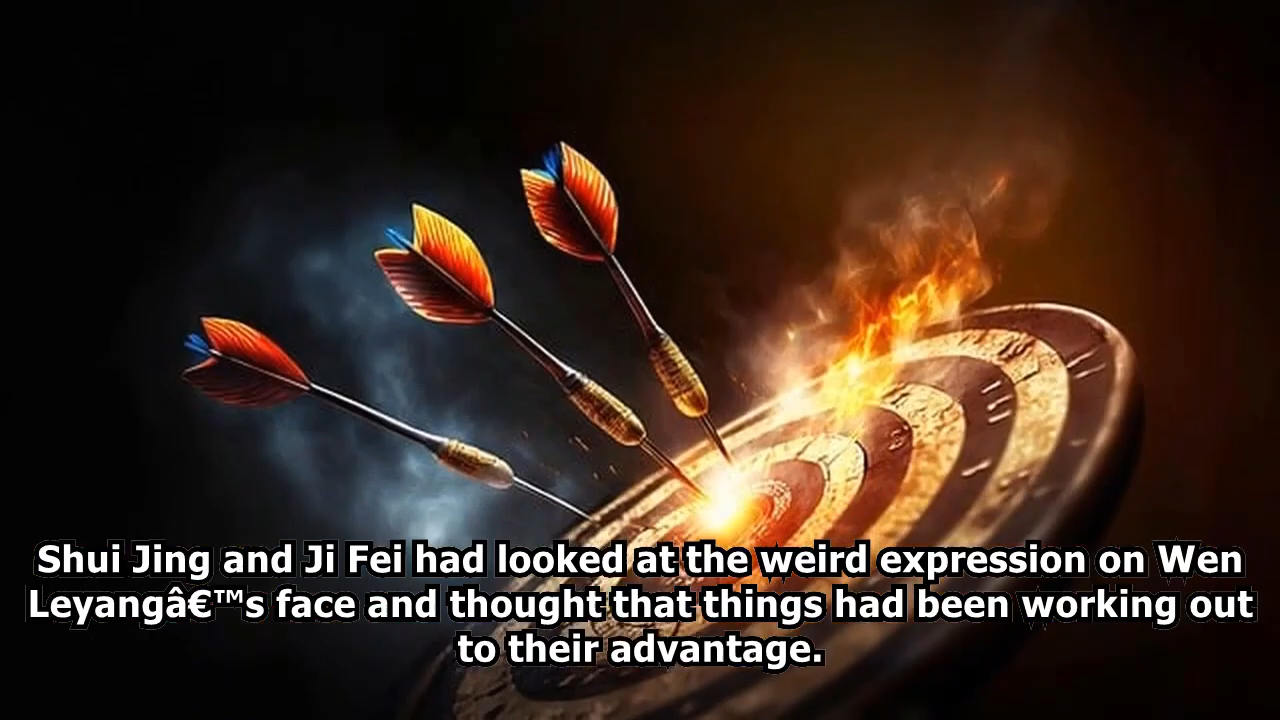 Shui Jing and Ji Fei had looked at the weird expression on Wen
Leyangâ€™s face and thought that things had been working out
to their advantage.